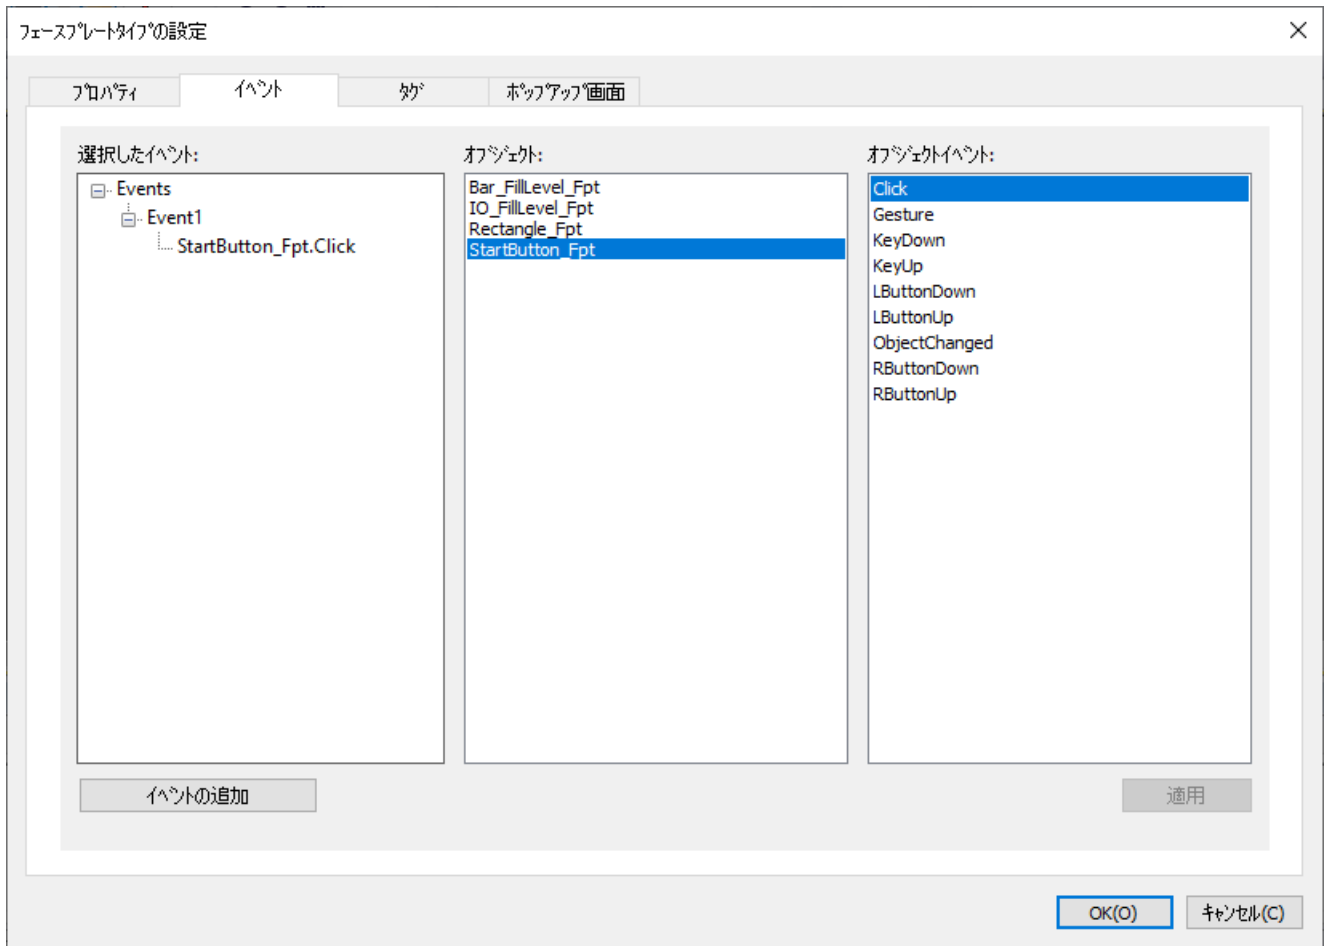 フェースプレートタイプの設定
プロパティ
イベント
タグ
ポップアップ画面
選択したイベント:
Events
Event1
StartButton_Fpt.Click
イベントの追加
オブジェクト:
Bar_FillLevel_Fpt
IO_FillLevel_Fpt
Rectangle_Fpt
StartButton_Fpt
オブジェクトイベント:
Click
Gesture
KeyDown
KeyUp
LButtonDown
LButtonUp
ObjectChanged
RButtonDown
RButtonUp
適用
OK(O)
キャンセル(C)